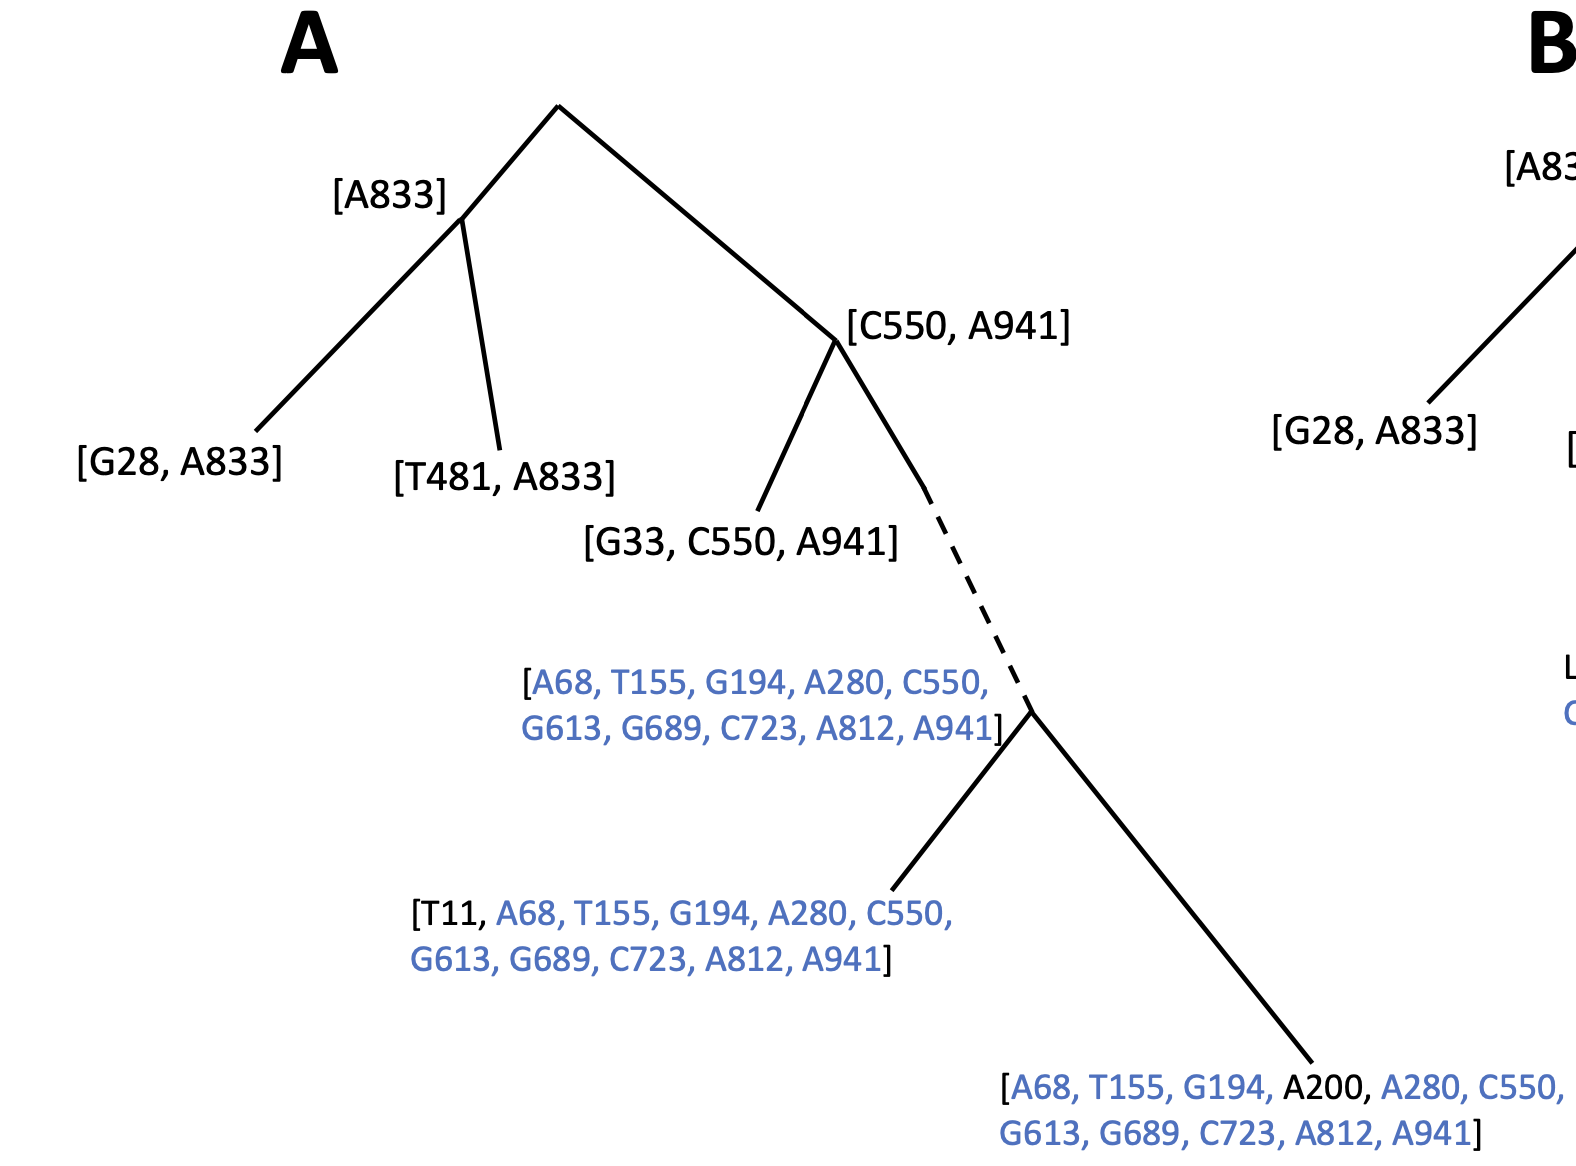 A
B
[A833]
[A83
[C550, A941]
[G28, A833]
[T481, A833]
[G28, A833]
[
[G33, C550, A941]
[A68, T155, G194, A280, C550,
G613, G689, C723, A812, A941]
[T11, A68, T155, G194, A280, C550,
G613, G689, C723, A812, A941]
[A68, T155, G194, A200, A280, C550,
G613, G689, C723, A812, A941]